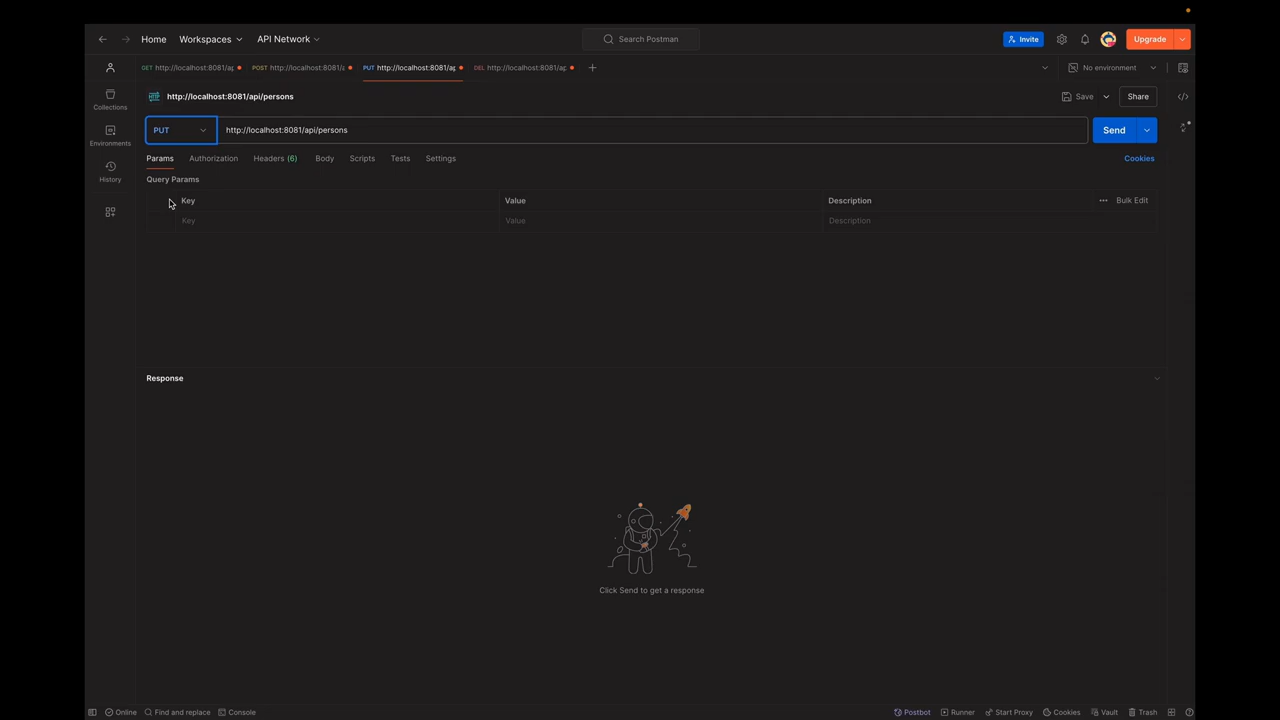 Home Workspaces API Network Search Postman Invite Upgrade
GET http://localhost:8081/ap POST http://localhost:8081/a PUT http://localhost:8081/ap DEL http://localhost:8081/ap No environment
http://localhost:8081/api/persons Save Share
Collections
PUT http://localhost:8081/api/persons Send
Environments
Params Authorization Headers (6) Body Scripts Tests Settings Cookies
History
Query Params
Key Value Description Bulk Edit
Key Value Description
Response
Click Send to get a response
Online Find and replace Console Postbot Runner Start Proxy Cookies Vault Trash